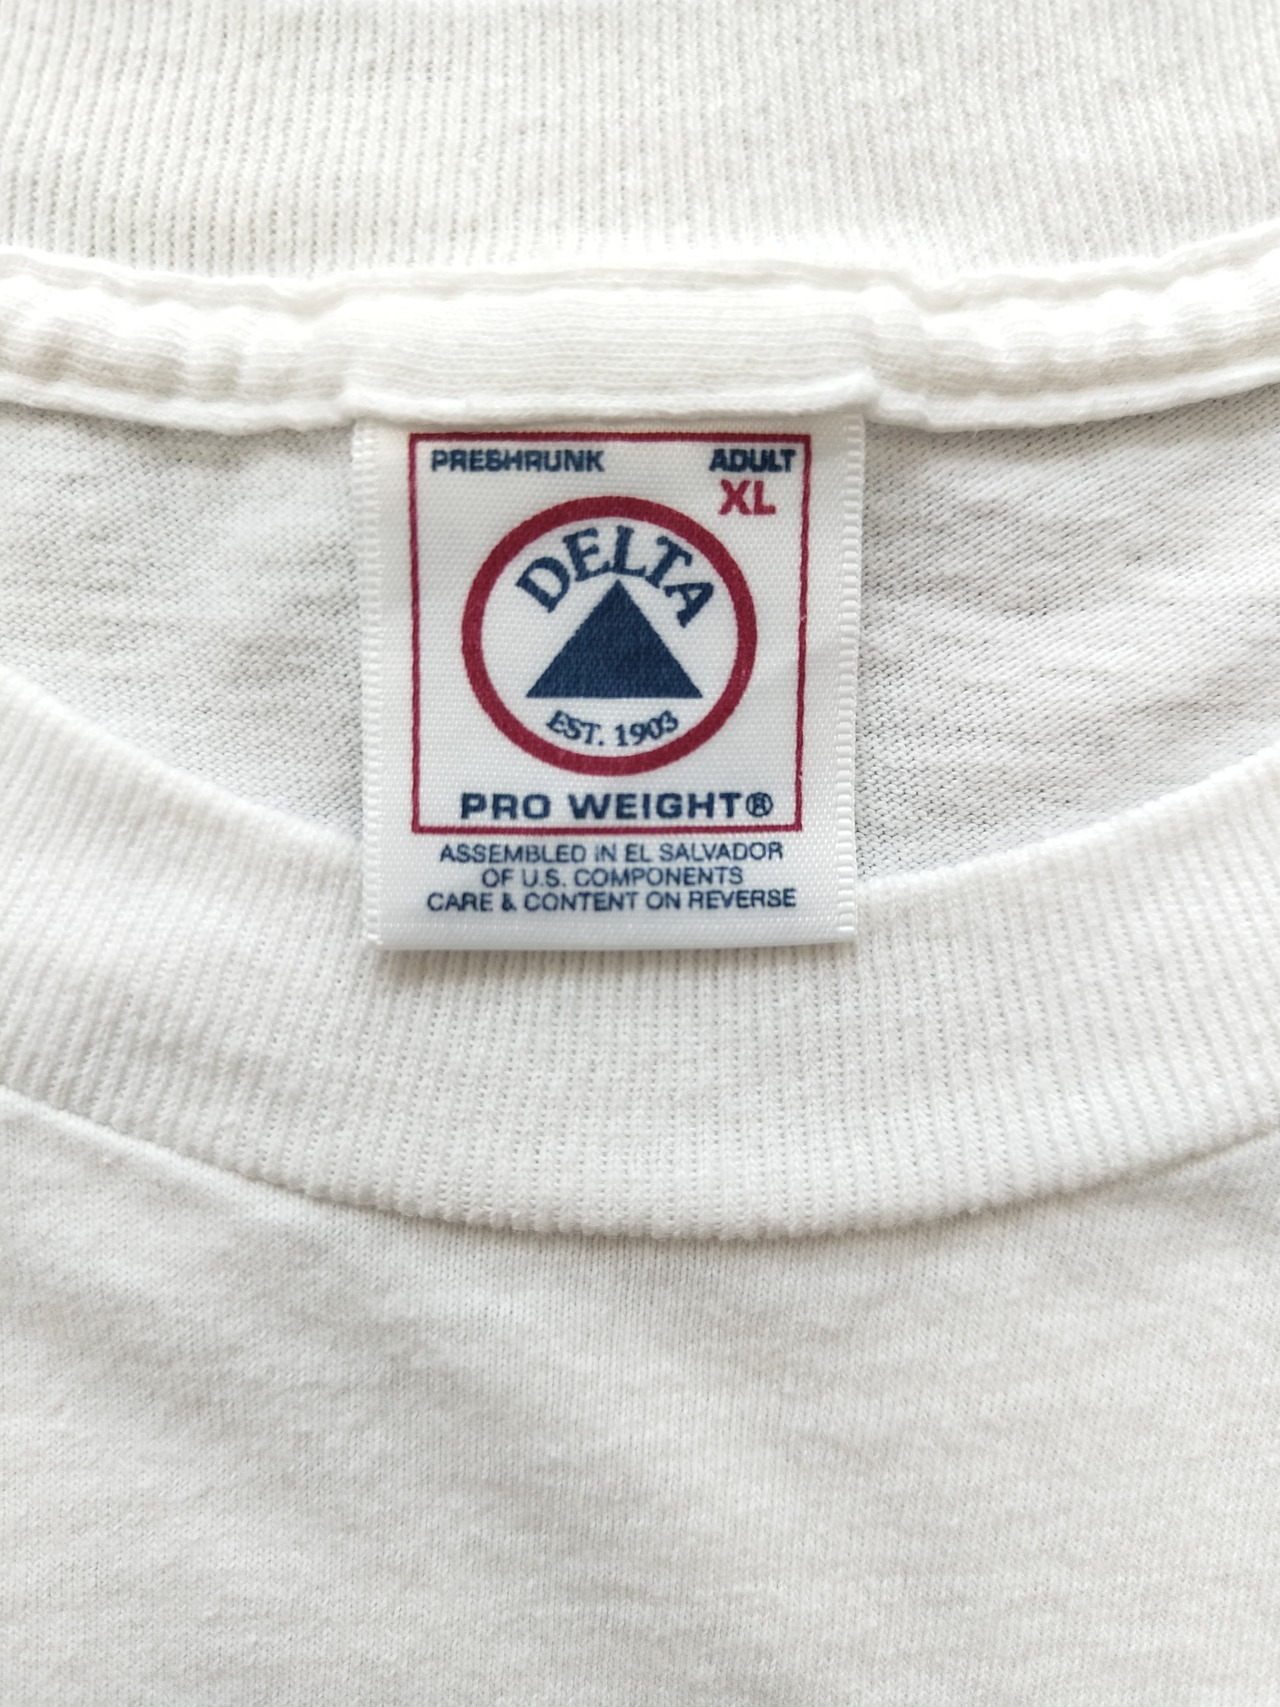 PRESHRUNK ADULT
XL
DELTA
EST. 1903
PRO WEIGHT®
ASSEMBLED IN EL SALVADOR
OF U.S. COMPONENTS
CARE & CONTENT ON REVERSE